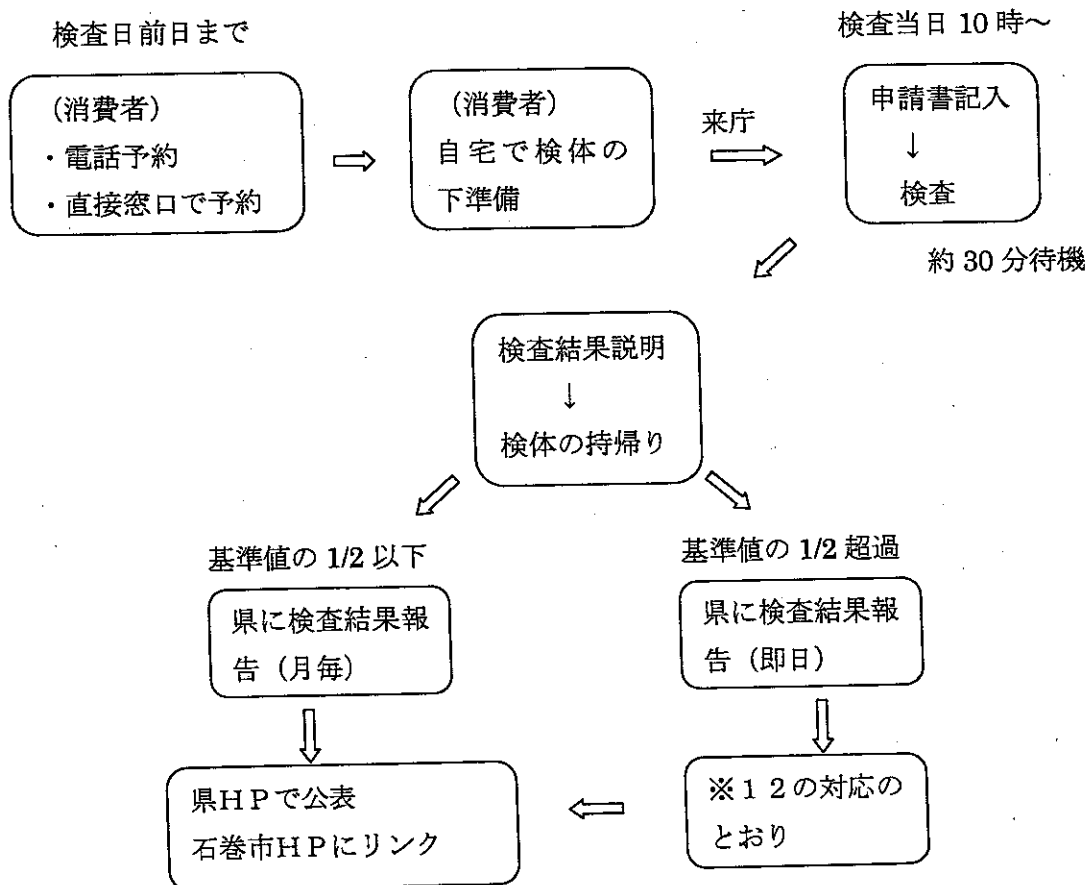 検査日前日まで
(消費者)
・電話予約
・直接窓口で予約
⇒
(消費者)
自宅で検体の
下準備
来庁
⇒
検査当日 10 時～
申請書記入
↓
検査
約 30 分待機
検査結果説明
↓
検体の持帰り
基準値の 1/2 以下
県に検査結果報
告（月毎）
基準値の 1/2 超過
県に検査結果報
告（即日）
※１２の対応の
とおり
県ＨＰで公表
石巻市ＨＰにリンク